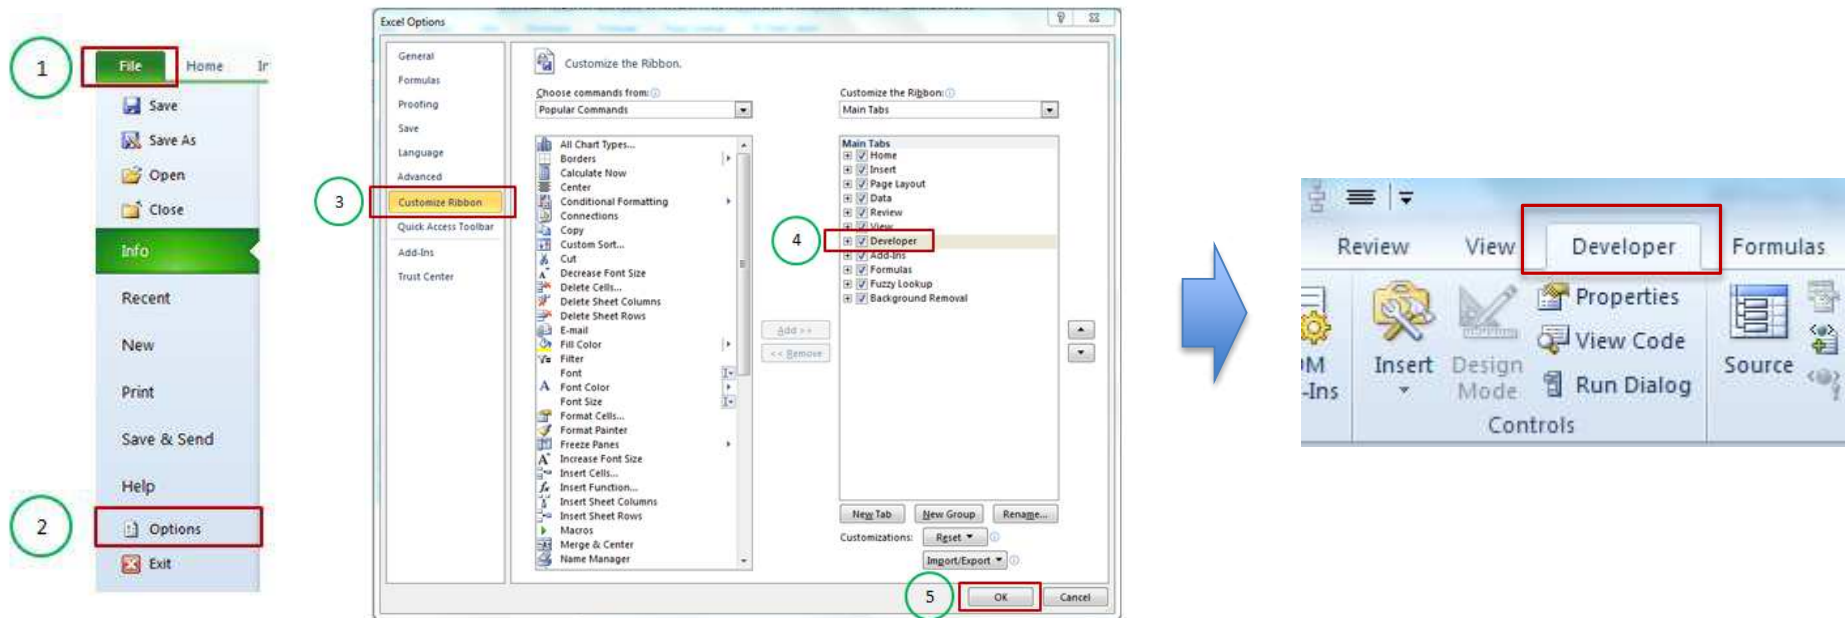 1
File Home
Save
Save As
Open
Close
Info
Recent
New
Print
Save & Send
Help
2
Options
Exit
Excel Options
General
Formulas
Proofing
Save
Language
Advanced
3
Customize Ribbon
Quick Access Toolbar
Add-Ins
Trust Center
Customize the Ribbon.
Choose commands from:
Popular Commands
All Chart Types...
Borders
Calculate Now
Center
Conditional Formatting
Connections
Copy
Custom Sort...
Cut
Decrease Font Size
Delete Cells...
Delete Sheet Columns
Delete Sheet Rows
E-mail
Fill Color
Filter
Font
Font Color
Font Size
Format Cells...
Format Painter
Freeze Panes
Increase Font Size
Insert Cells...
Insert Function...
Insert Sheet Columns
Insert Sheet Rows
Macros
Merge & Center
Name Manager
Add >>
<< Remove
Customize the Ribbon:
Main Tabs
Main Tabs
Home
Insert
Page Layout
Data
Review
View
4
Developer
Add-Ins
Formulas
Fuzzy Lookup
Background Removal
New Tab New Group Rename...
Customizations: Reset
Import/Export
5
OK Cancel
Review View Developer Formulas
Properties
View Code
Run Dialog
Insert
Design
Mode
Source
-Ins
Controls